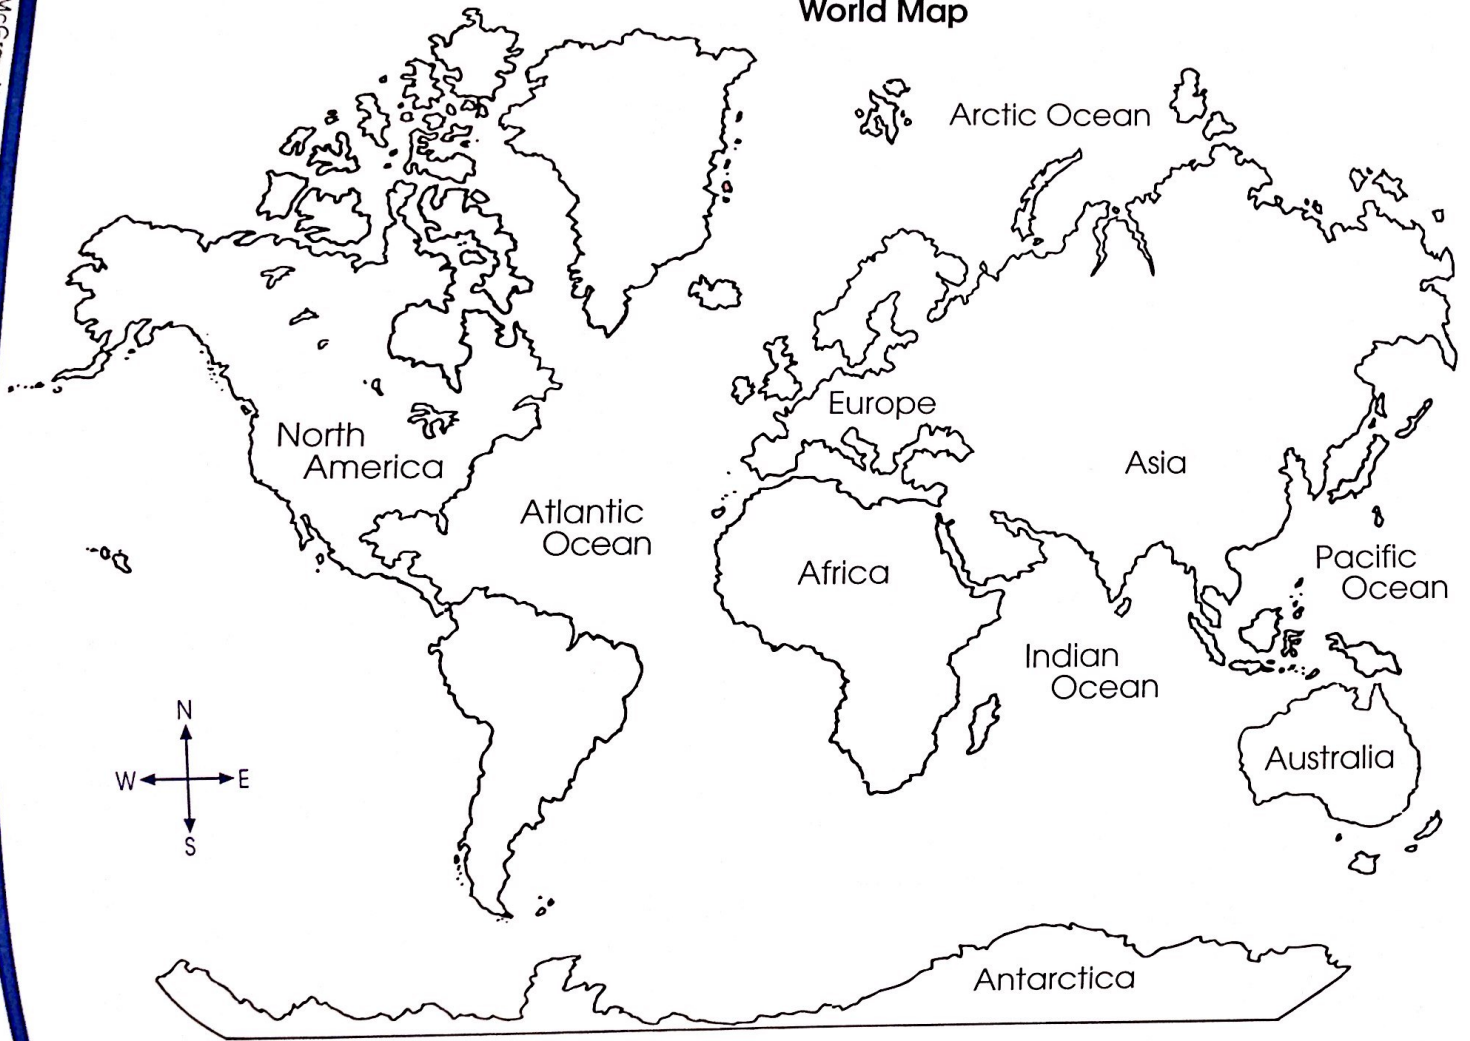 World Map
Arctic Ocean
Europe
North
America
Asia
Atlantic
Ocean
Africa
Pacific
Ocean
Indian
Ocean
N
W E
S
Australia
Antarctica